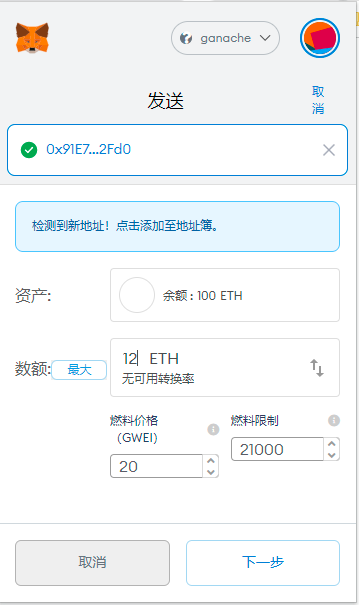 ganache
发送
取
消
0x91E7...2Fd0
检测到新地址！点击添加至地址簿。
资产:
余额 : 100 ETH
数额:
最大
12 ETH
无可用转换率
燃料价格
（GWEI）
燃料限制
20
21000
取消
下一步